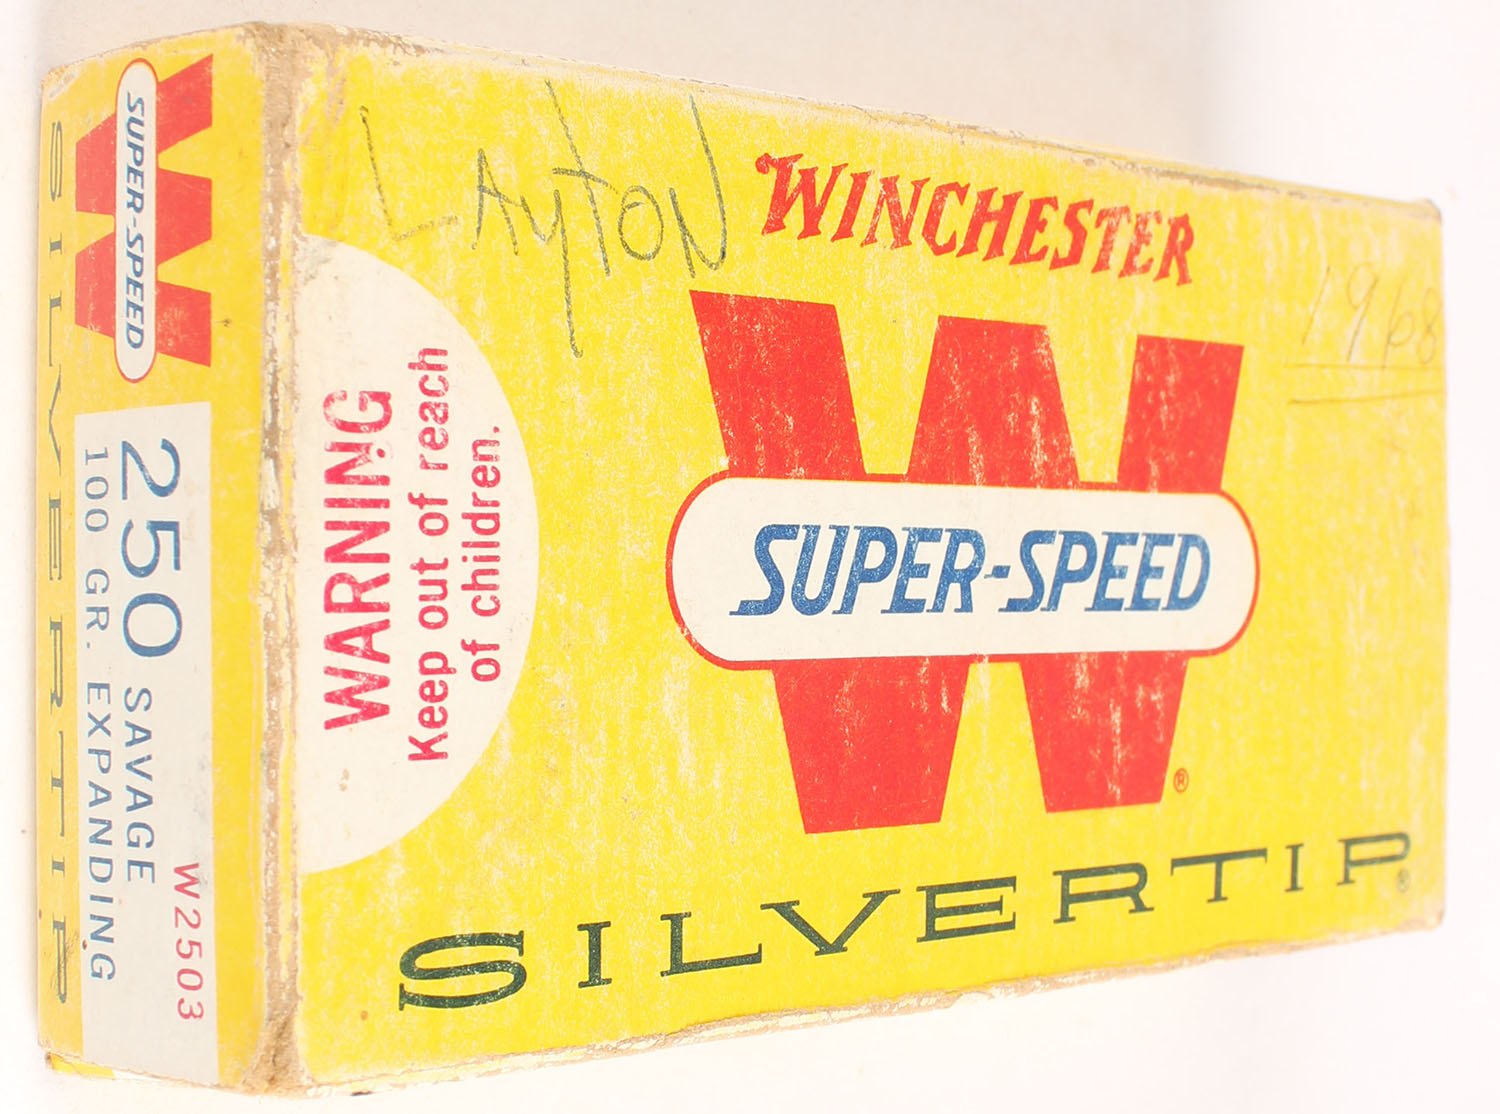 LAyTON
WINCHESTER
1968
W
SUPER-SPEED
®
SILVERTIP®
WARNING
Keep out of reach
of children.
W
SUPER-SPEED
SILVERTIP
250 SAVAGE
100 GR. EXPANDING
W2503